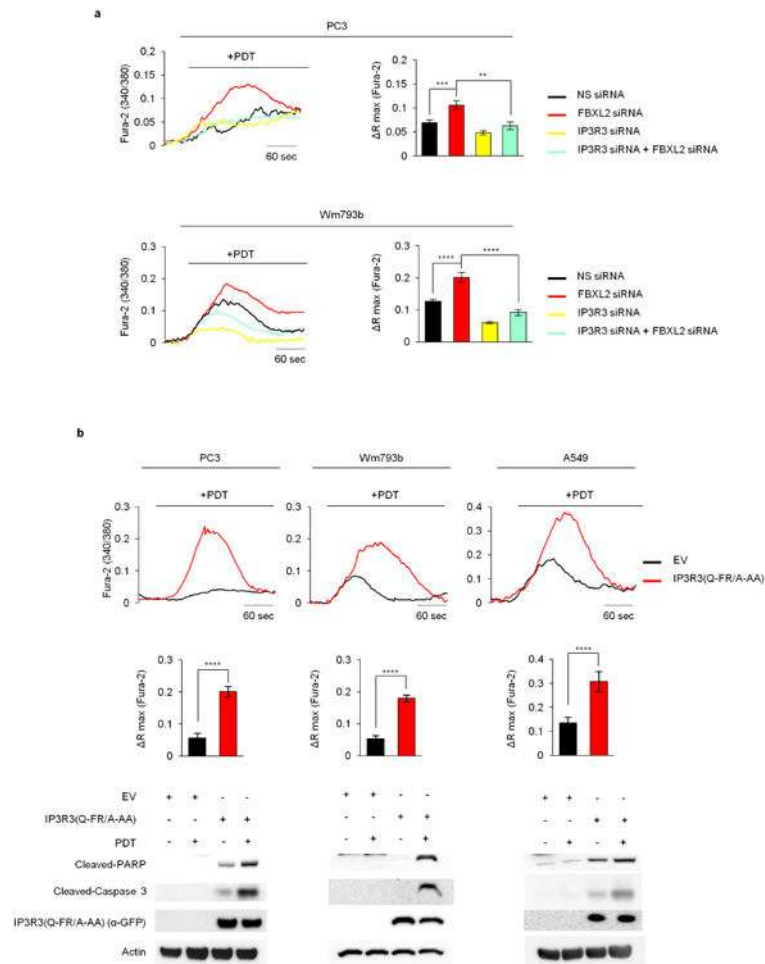 a
PC3
+PDT
Fura-2 (340/380)
0.2
0.15
0.1
0.05
0
60 sec
ΔR max (Fura-2)
0.2
0.15
0.1
0.05
0
***
**
NS siRNA
FBXL2 siRNA
IP3R3 siRNA
IP3R3 siRNA + FBXL2 siRNA
Wm793b
+PDT
Fura-2 (340/380)
0.3
0.2
0.1
0
60 sec
ΔR max (Fura-2)
0.3
0.2
0.1
0
****
****
NS siRNA
FBXL2 siRNA
IP3R3 siRNA
IP3R3 siRNA + FBXL2 siRNA
b
PC3
Wm793b
A549
+PDT
+PDT
+PDT
Fura-2 (340/380)
0.3
0.2
0.1
0
60 sec
0.3
0.2
0.1
0
60 sec
0.4
0.3
0.2
0.1
0
60 sec
EV
IP3R3(Q-FR/A-AA)
ΔR max (Fura-2)
0.3
0.2
0.1
0
****
ΔR max (Fura-2)
0.3
0.2
0.1
0
****
ΔR max (Fura-2)
0.4
0.3
0.2
0.1
0
****
EV + + - - + + - - + + - -
IP3R3(Q-FR/A-AA) - - + + - - + + - - + +
PDT - + - + - + - + - + - +
Cleaved-PARP
Cleaved-Caspase 3
IP3R3(Q-FR/A-AA) (α-GFP)
Actin